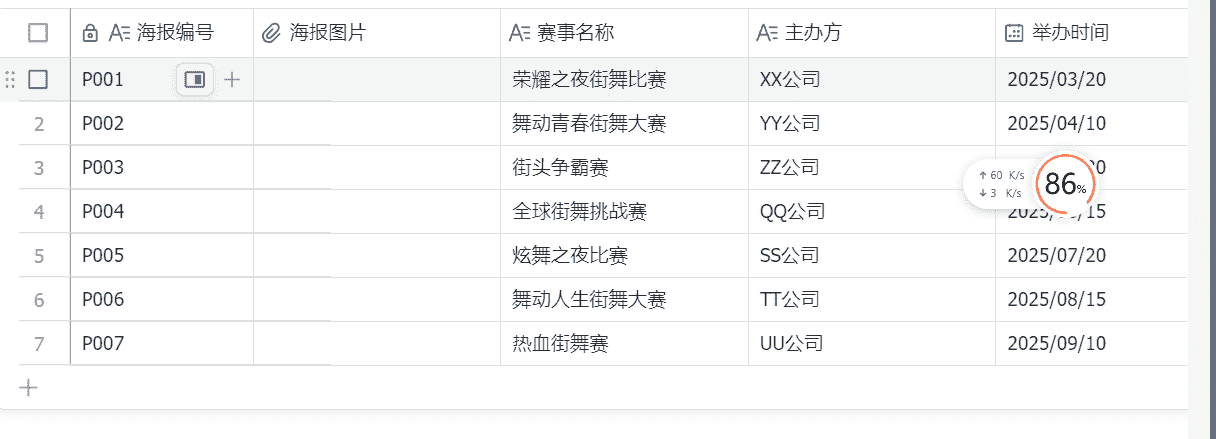 海报编号 海报图片 赛事名称 主办方 举办时间
P001 荣耀之夜街舞比赛 XX公司 2025/03/20
2 P002 舞动青春街舞大赛 YY公司 2025/04/10
3 P003 街头争霸赛 ZZ公司
4 P004 全球街舞挑战赛 QQ公司
5 P005 炫舞之夜比赛 SS公司 2025/07/20
6 P006 舞动人生街舞大赛 TT公司 2025/08/15
7 P007 热血街舞赛 UU公司 2025/09/10
↑ 60 K/s
↓ 3 K/s
86%